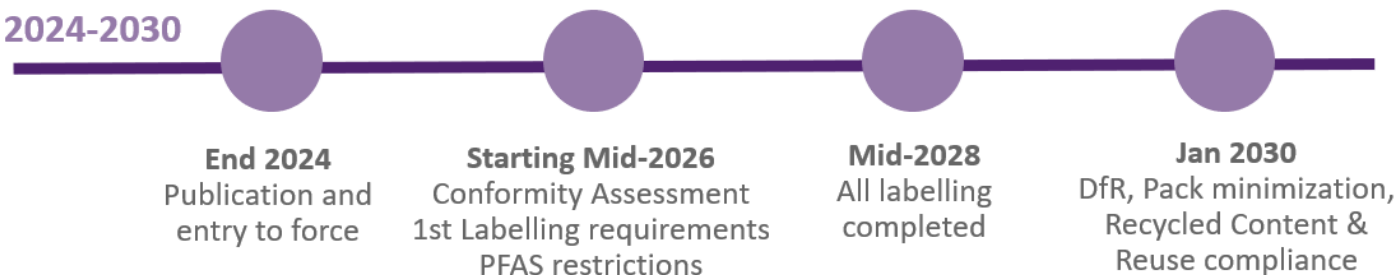 2024-2030
End 2024
Publication and
entry to force
Starting Mid-2026
Conformity Assessment
1st Labelling requirements
PFAS restrictions
Mid-2028
All labelling
completed
Jan 2030
DfR, Pack minimization,
Recycled Content &
Reuse compliance